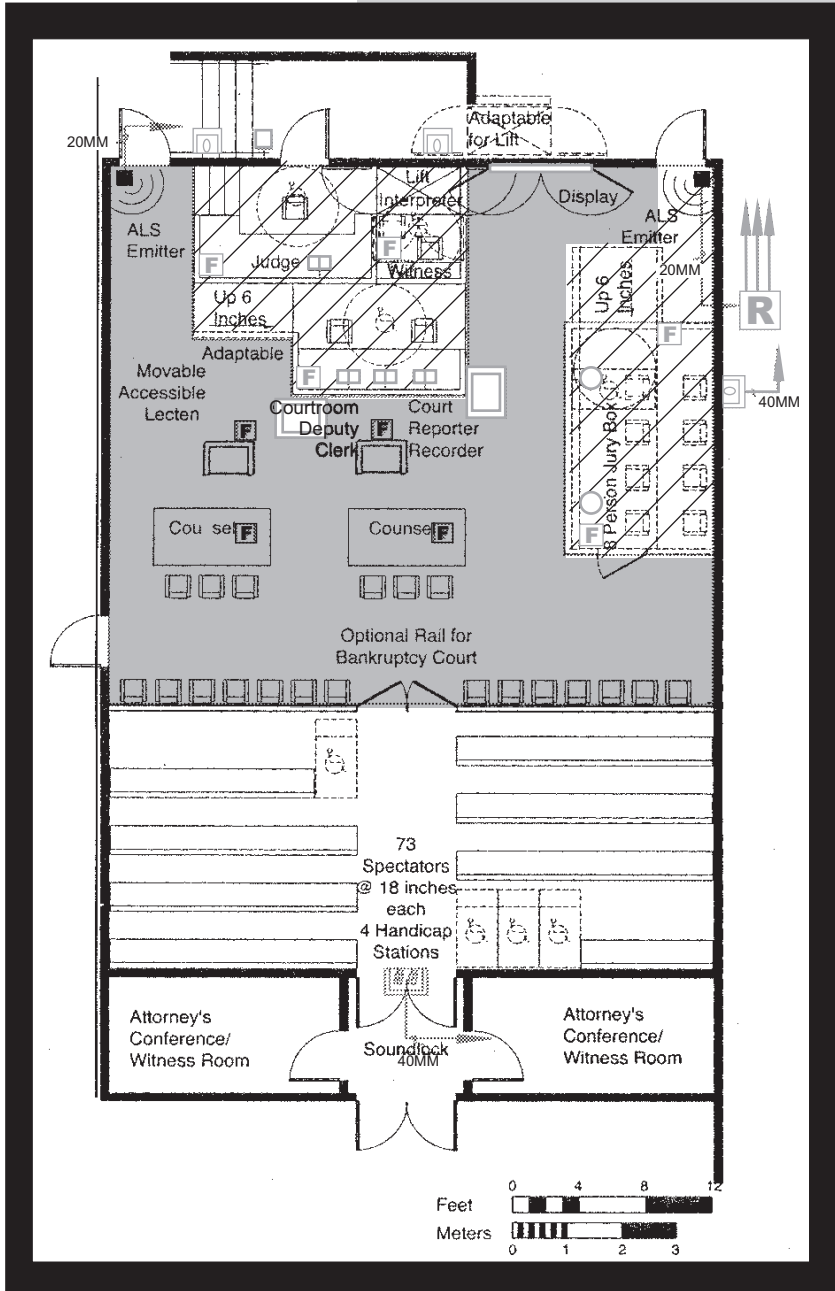 Adaptable
for Lift
20MM
Lift
Interpreter
Display
ALS
Emitter
ALS
Emitter
20MM
F
Judge
F
Witness
Up 6
Inches
Up 6
Inches
R
F
Adaptable
Movable
Accessible
Lecten
F
40MM
Courtroom
Deputy
Clerk
Court
Reporter
Recorder
F
F
8 Person Jury Box
Cou sel
F
Counse
F
F
Optional Rail for
Bankruptcy Court
73
Spectators
@ 18 inches
each
4 Handicap
Stations
Attorney's
Conference/
Witness Room
Soundlock
40MM
Attorney's
Conference/
Witness Room
0 4 8 12
Feet
Meters
0 1 2 3